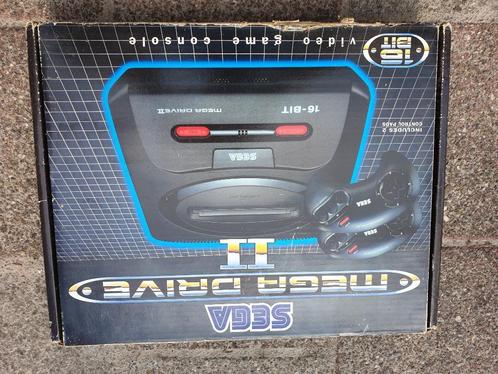 SEGA
MEGA DRIVE
II
SEGA
SEGA
SEGA
MEGA DRIVE II
16-BIT
INCLUDES 2
CONTROL PADS
16
BIT
video game console